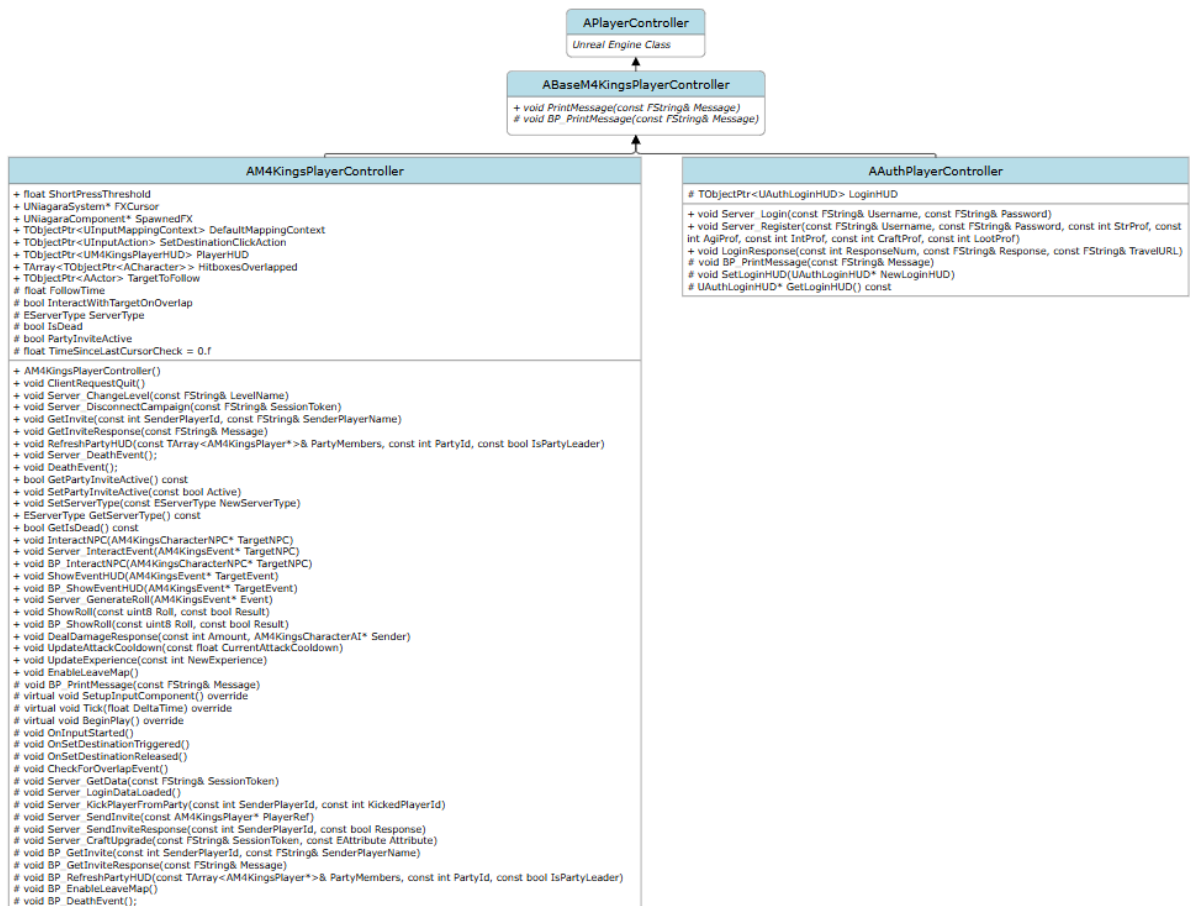 APlayerController
Unreal Engine Class
ABaseM4KingsPlayerController
+ void PrintMessage(const FString& Message)
# void BP_PrintMessage(const FString& Message)
AM4KingsPlayerController
+ float ShortPressThreshold
+ UNiagaraSystem* FXCursor
+ UNiagaraComponent* SpawnedFX
+ TObjectPtr<UInputMappingContext> DefaultMappingContext
+ TObjectPtr<UInputAction> SetDestinationClickAction
+ TObjectPtr<UM4KingsPlayerHUD> PlayerHUD
+ TArray<TObjectPtr<ACharacter>> HitboxesOverlapped
+ TObjectPtr<AActor> TargetToFollow
# float FollowTime
# bool InteractWithTargetOnOverlap
# EServerType ServerType
# bool IsDead
# bool PartyInviteActive
# float TimeSinceLastCursorCheck = 0.f
+ AM4KingsPlayerController()
+ void ClientRequestQuit()
+ void Server_ChangeLevel(const FString& LevelName)
+ void Server_DisconnectCampaign(const FString& SessionToken)
+ void GetInvite(const int SenderPlayerId, const FString& SenderPlayerName)
+ void GetInviteResponse(const FString& Message)
+ void RefreshPartyHUD(const TArray<AM4KingsPlayer*>& PartyMembers, const int PartyId, const bool IsPartyLeader)
+ void Server_DeathEvent();
+ void DeathEvent();
+ bool GetPartyInviteActive() const
+ void SetPartyInviteActive(const bool Active)
+ void SetServerType(const EServerType NewServerType)
+ EServerType GetServerType() const
+ bool GetIsDead() const
+ void InteractNPC(AM4KingsCharacterNPC* TargetNPC)
+ void Server_InteractEvent(AM4KingsEvent* TargetNPC)
+ void BP_InteractNPC(AM4KingsCharacterNPC* TargetNPC)
+ void ShowEventHUD(AM4KingsEvent* TargetEvent)
+ void BP_ShowEventHUD(AM4KingsEvent* TargetEvent)
+ void Server_GenerateRoll(AM4KingsEvent* Event)
+ void ShowRoll(const uint8 Roll, const bool Result)
+ void BP_ShowRoll(const uint8 Roll, const bool Result)
+ void DealDamageResponse(const int Amount, AM4KingsCharacterAI* Sender)
+ void UpdateAttackCooldown(const float CurrentAttackCooldown)
+ void UpdateExperience(const int NewExperience)
+ void EnableLeaveMap()
# void BP_PrintMessage(const FString& Message)
# virtual void SetupInputComponent() override
# virtual void Tick(float DeltaTime) override
# virtual void BeginPlay() override
# void OnInputStarted()
# void OnSetDestinationTriggered()
# void OnSetDestinationReleased()
# void CheckForOverlapEvent()
# void Server_GetData(const FString& SessionToken)
# void Server_LoginDataLoaded()
# void Server_KickPlayerFromParty(const int SenderPlayerId, const int KickedPlayerId)
# void Server_SendInvite(const AM4KingsPlayer* PlayerRef)
# void Server_SendInviteResponse(const int SenderPlayerId, const bool Response)
# void Server_CraftUpgrade(const FString& SessionToken, const EAttribute Attribute)
# void BP_GetInvite(const int SenderPlayerId, const FString& SenderPlayerName)
# void BP_GetInviteResponse(const FString& Message)
# void BP_RefreshPartyHUD(const TArray<AM4KingsPlayer*>& PartyMembers, const int PartyId, const bool IsPartyLeader)
# void BP_EnableLeaveMap()
# void BP_DeathEvent();
AAuthPlayerController
# TObjectPtr<UAuthLoginHUD> LoginHUD
+ void Server_Login(const FString& Username, const FString& Password)
+ void Server_Register(const FString& Username, const FString& Password, const int StrProf, const
int AgiProf, const int IntProf, const int CraftProf, const int LootProf)
+ void LoginResponse(const int ResponseNum, const FString& Response, const FString& TravelURL)
# void BP_PrintMessage(const FString& Message)
# void SetLoginHUD(UAuthLoginHUD* NewLoginHUD)
# UAuthLoginHUD* GetLoginHUD() const